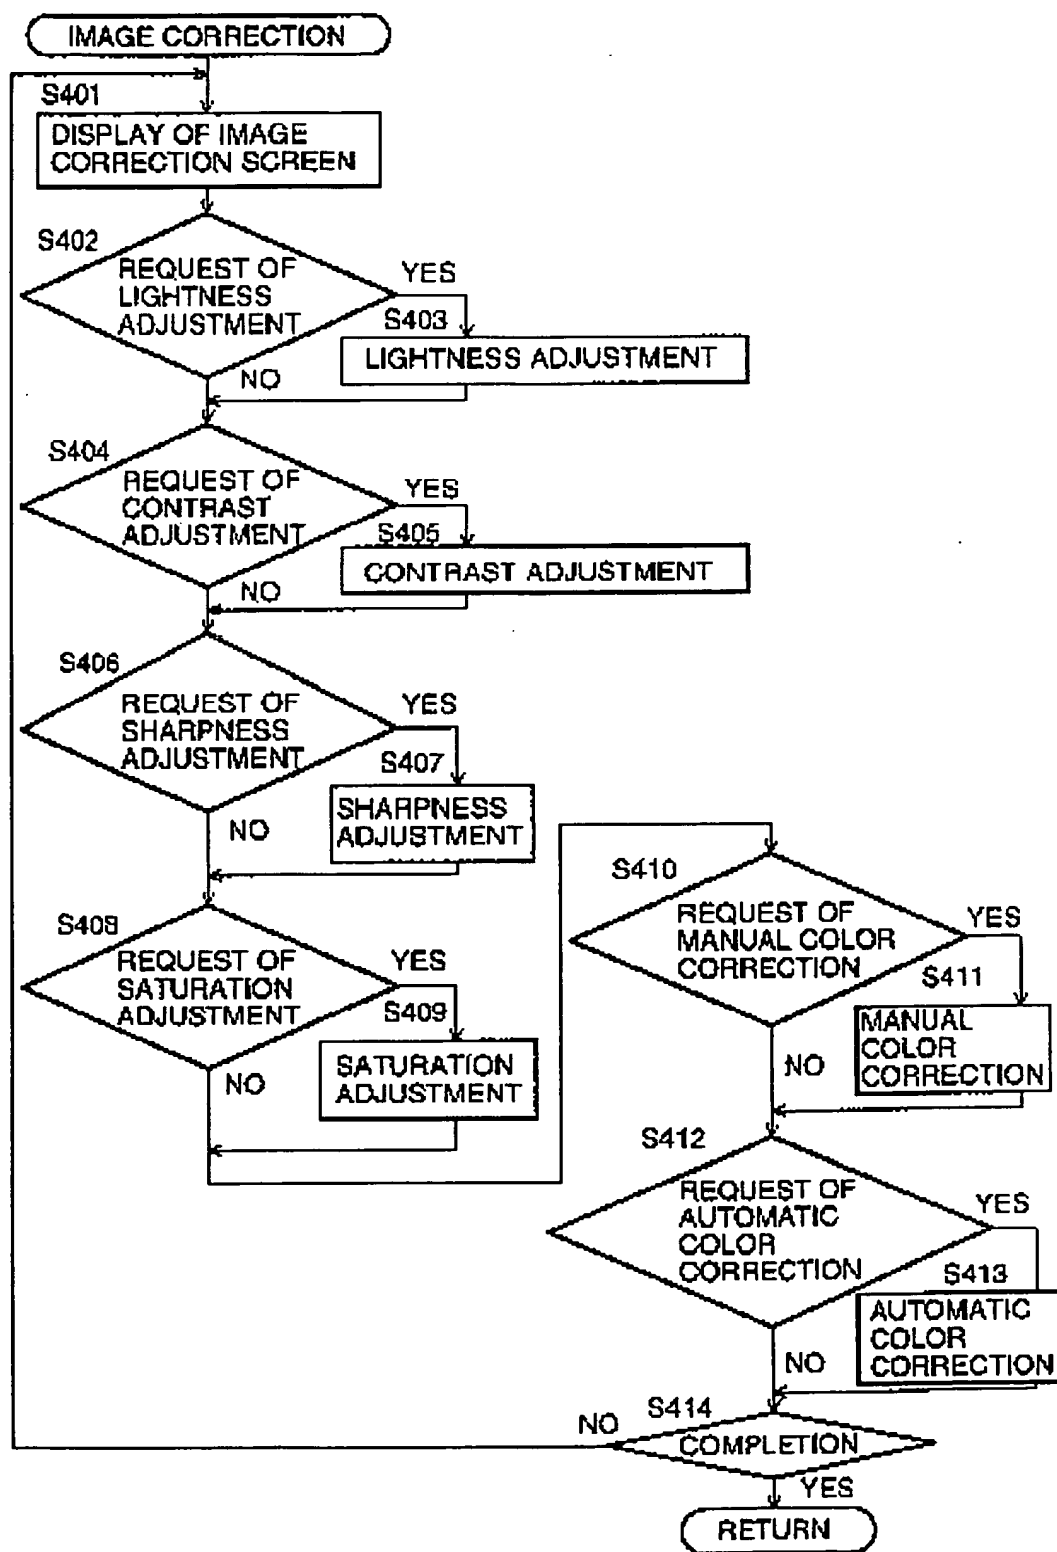 IMAGE CORRECTION
S401
DISPLAY OF IMAGE
CORRECTION SCREEN
S402
REQUEST OF
LIGHTNESS
ADJUSTMENT
YES
S403
LIGHTNESS ADJUSTMENT
NO
S404
REQUEST OF
CONTRAST
ADJUSTMENT
YES
S405
CONTRAST ADJUSTMENT
NO
S406
REQUEST OF
SHARPNESS
ADJUSTMENT
YES
S407
SHARPNESS
ADJUSTMENT
NO
S408
REQUEST OF
SATURATION
ADJUSTMENT
YES
S409
SATURATION
ADJUSTMENT
NO
S410
REQUEST OF
MANUAL COLOR
CORRECTION
YES
S411
MANUAL
COLOR
CORRECTION
NO
S412
REQUEST OF
AUTOMATIC
COLOR
CORRECTION
YES
S413
AUTOMATIC
COLOR
CORRECTION
NO
S414
COMPLETION
NO
YES
RETURN